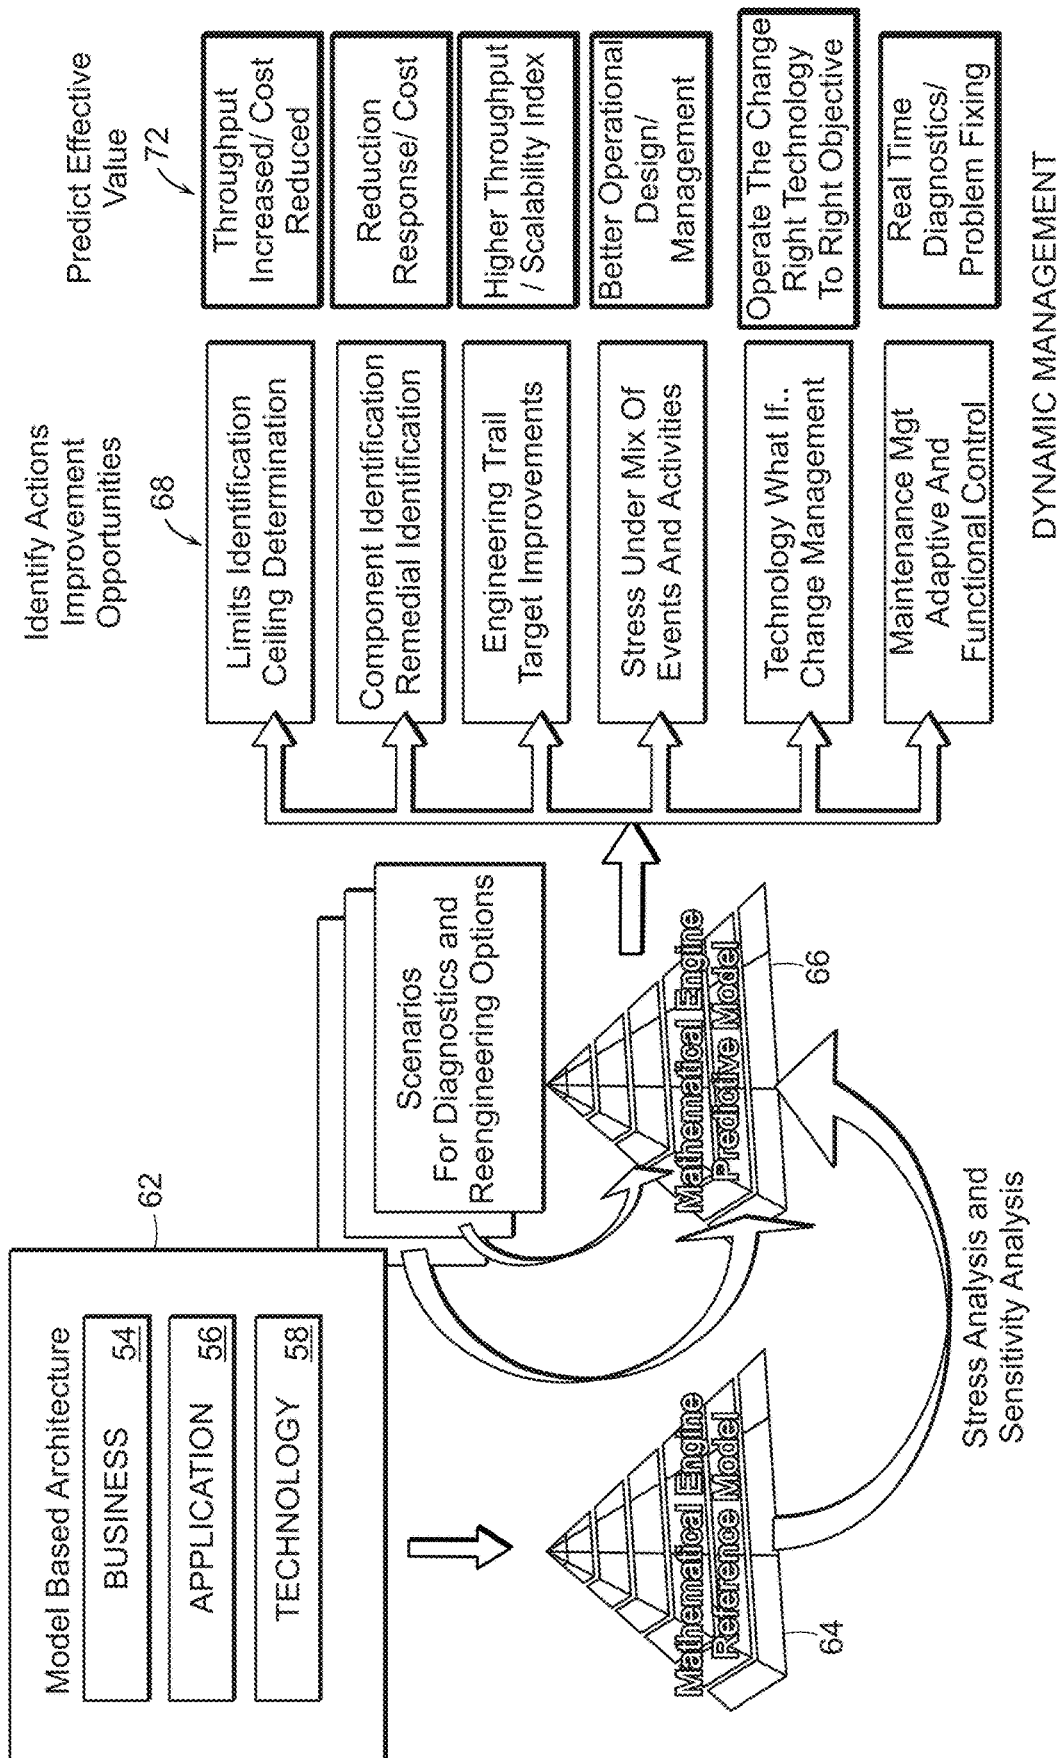 Model Based Architecture
62
BUSINESS 54
APPLICATION 56
TECHNOLOGY 58
Scenarios
For Diagnostics and
Reengineering Options
Mathematical Engine
Reference Model
64
Mathematical Engine
Predictive Model
66
Stress Analysis and
Sensitivity Analysis
Identify Actions
Improvement
Opportunities
68
Limits Identification
Ceiling Determination
Component Identification
Remedial Identification
Engineering Trail
Target Improvements
Stress Under Mix Of
Events And Activities
Technology What If..
Change Management
Maintenance Mgt
Adaptive And
Functional Control
Predict Effective
Value
72
Throughput
Increased/ Cost
Reduced
Reduction
Response/ Cost
Higher Throughput
/ Scalability Index
Better Operational
Design/
Management
Operate The Change
Right Technology
To Right Objective
Real Time
Diagnostics/
Problem Fixing
DYNAMIC MANAGEMENT